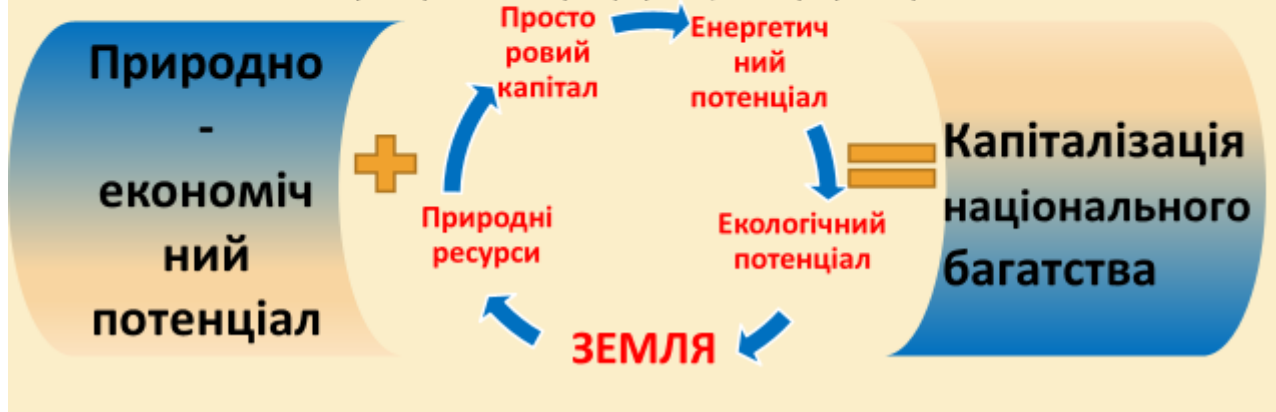 Природно
-
економіч
ний
потенціал
Просто
ровий
капітал
Енергетич
ний
потенціал
Екологічний
потенціал
ЗЕМЛЯ
Природні
ресурси
Капіталізація
національного
багатства